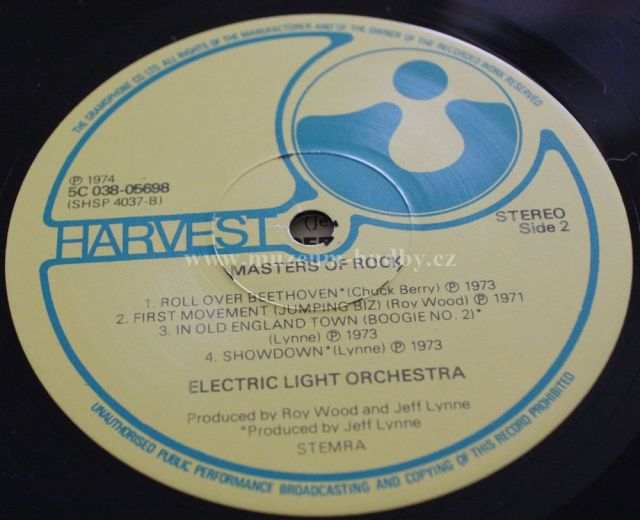 THE GRAMOPHONE CO LTD. ALL RIGHTS OF THE MANUFACTURER AND OF THE OWNER OF THE RECORDED WORK RESERVED
℗ 1974
5C 038-05698
(SHSP 4037-B)
HARVEST
STEREO
Side 2
www.muzeum-hudby.cz
MASTERS OF ROCK
1. ROLL OVER BEETHOVEN*(Chuck Berry) ℗ 1973
2. FIRST MOVEMENT (JUMPING BIZ) (Roy Wood) ℗ 1971
3. IN OLD ENGLAND TOWN (BOOGIE NO. 2)*
(Lynne) ℗ 1973
4. SHOWDOWN*(Lynne) ℗ 1973
ELECTRIC LIGHT ORCHESTRA
Produced by Roy Wood and Jeff Lynne
*Produced by Jeff Lynne
STEMRA
UNAUTHORISED PUBLIC PERFORMANCE BROADCASTING AND COPYING OF THIS RECORD PROHIBITED